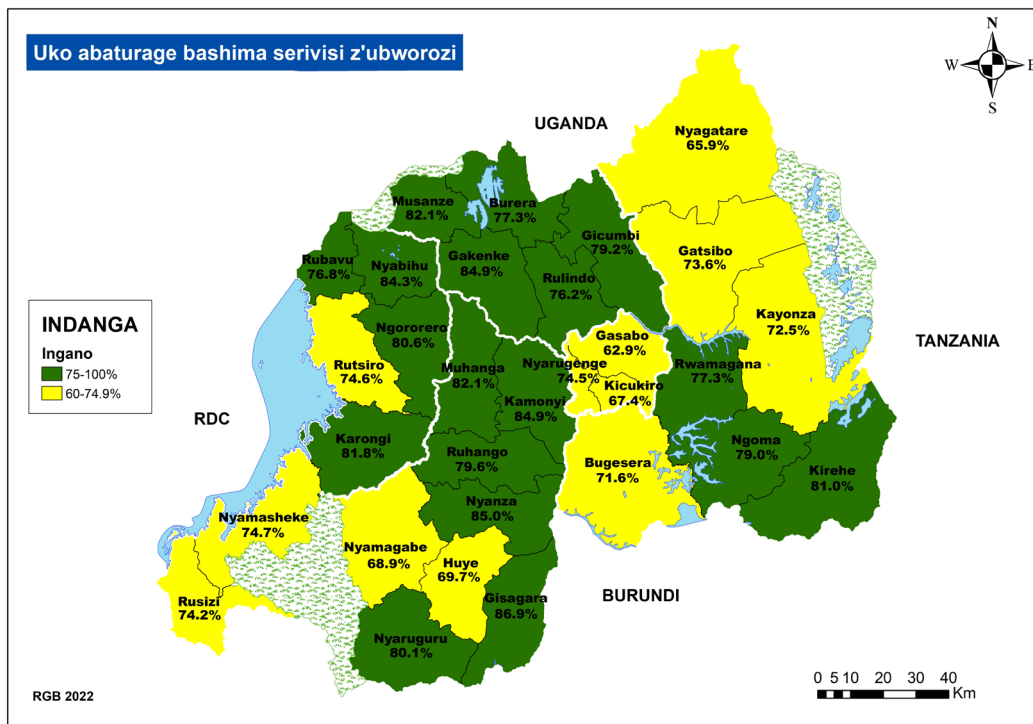 Uko abaturage bashima serivisi z'ubworozi
N
W
E
S
UGANDA
Nyagatare
65.9%
Musanze
82.1%
Burera
77.3%
Gicumbi
79.2%
Gatsibo
73.6%
Rubavu
76.8%
Nyabihu
84.3%
Gakenke
84.9%
Rulindo
76.2%
Kayonza
72.5%
INDANGA
Ingano
75-100%
60-74.9%
Ngororero
80.6%
Gasabo
62.9%
TANZANIA
Rutsiro
74.6%
Muhanga
82.1%
Nyarugenge
74.5%
Kicukiro
67.4%
Rwamagana
77.3%
Kamonyi
84.9%
RDC
Karongi
81.8%
Ruhango
79.6%
Bugesera
71.6%
Ngoma
79.0%
Kirehe
81.0%
Nyanza
85.0%
Nyamasheke
74.7%
Nyamagabe
68.9%
Huye
69.7%
BURUNDI
Rusizi
74.2%
Gisagara
86.9%
Nyaruguru
80.1%
RGB 2022
0 5 10 20 30 40
Km